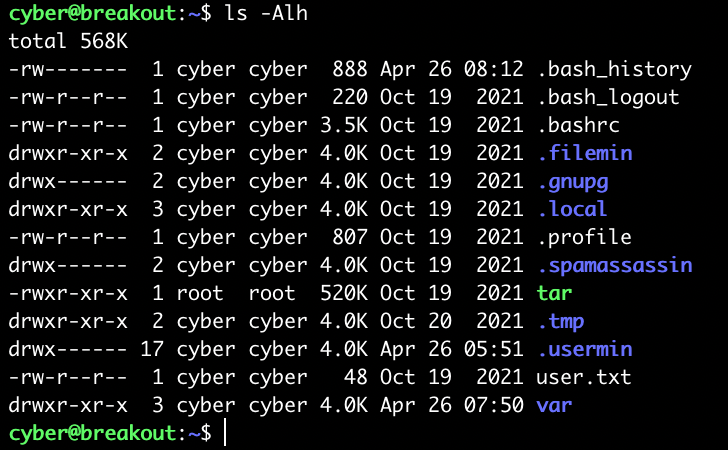 cyber@breakout:~$ ls -Alh
total 568K
-rw-------  1 cyber cyber  888 Apr 26 08:12 .bash_history
-rw-r--r--  1 cyber cyber  220 Oct 19  2021 .bash_logout
-rw-r--r--  1 cyber cyber 3.5K Oct 19  2021 .bashrc
drwxr-xr-x  2 cyber cyber 4.0K Oct 19  2021 .filemin
drwx------  2 cyber cyber 4.0K Oct 19  2021 .gnupg
drwxr-xr-x  3 cyber cyber 4.0K Oct 19  2021 .local
-rw-r--r--  1 cyber cyber  807 Oct 19  2021 .profile
drwx------  2 cyber cyber 4.0K Oct 19  2021 .spamassassin
-rwxr-xr-x  1 root  root  520K Oct 19  2021 tar
drwxr-xr-x  2 cyber cyber 4.0K Oct 20  2021 .tmp
drwx------ 17 cyber cyber 4.0K Apr 26 05:51 .usermin
-rw-r--r--  1 cyber cyber   48 Oct 19  2021 user.txt
drwxr-xr-x  3 cyber cyber 4.0K Apr 26 07:50 var
cyber@breakout:~$